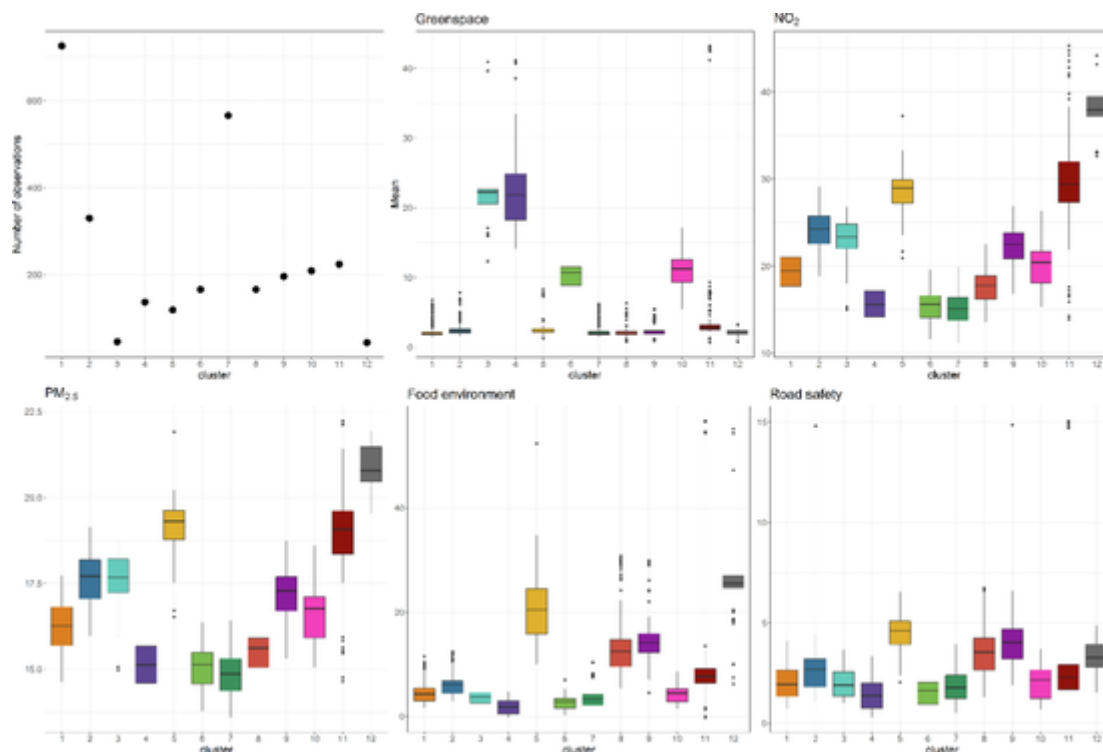 Number of observations
600
400
200
1 2 3 4 5 6 7 8 9 10 11 12
cluster
Greenspace
Mean
40
30
20
10
0
1 2 3 4 5 6 7 8 9 10 11 12
cluster
NO₂
40
30
20
10
1 2 3 4 5 6 7 8 9 10 11 12
cluster
PM₂.₅
22.5
20.0
17.5
15.0
1 2 3 4 5 6 7 8 9 10 11 12
cluster
Food environment
40
20
0
1 2 3 4 5 6 7 8 9 10 11 12
cluster
Road safety
15
10
5
0
1 2 3 4 5 6 7 8 9 10 11 12
cluster